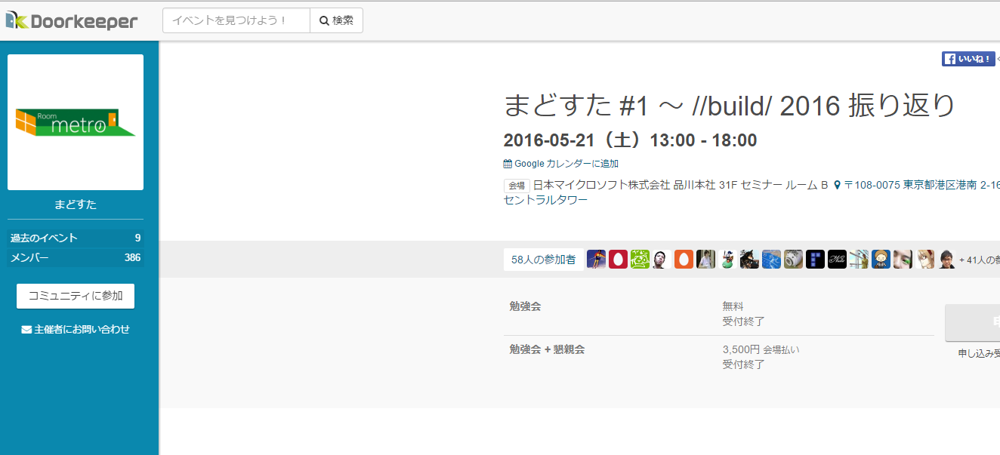 Doorkeeper
イベントを見つけよう！
検索
Room
metro
まどすた
過去のイベント 9
メンバー 386
コミュニティに参加
主催者にお問い合わせ
いいね！
まどすた #1 ～ //build/ 2016 振り返り
2016-05-21（土）13:00 - 18:00
Google カレンダーに追加
会場 日本マイクロソフト株式会社 品川本社 31F セミナー ルーム B 〒108-0075 東京都港区港南 2-16
セントラルタワー
58人の参加者
+ 41人の
勉強会 無料
受付終了
勉強会 + 懇親会 3,500円 会場払い
受付終了
申し込み受